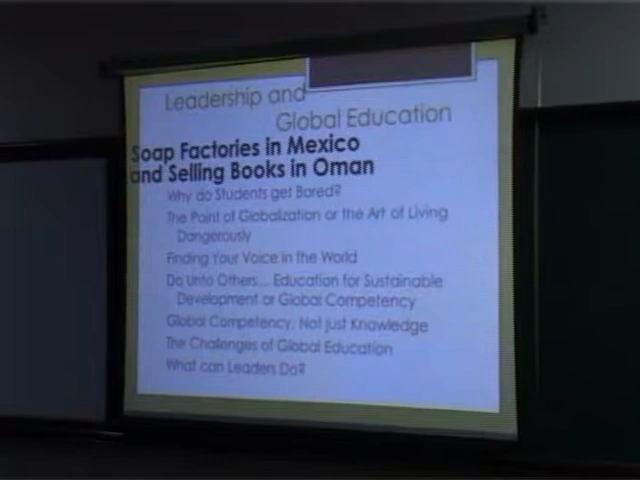 Leadership and
Global Education
Soap Factories in Mexico
and Selling Books in Oman
Why do Students get Bored?
The Point of Globalization or the Art of Living
Dangerously
Finding Your Voice in the World
Do Unto Others... Education for Sustainable
Development or Global Competency
Global Competency, Not just Knowledge
The Challenges of Global Education
What can Leaders Do?